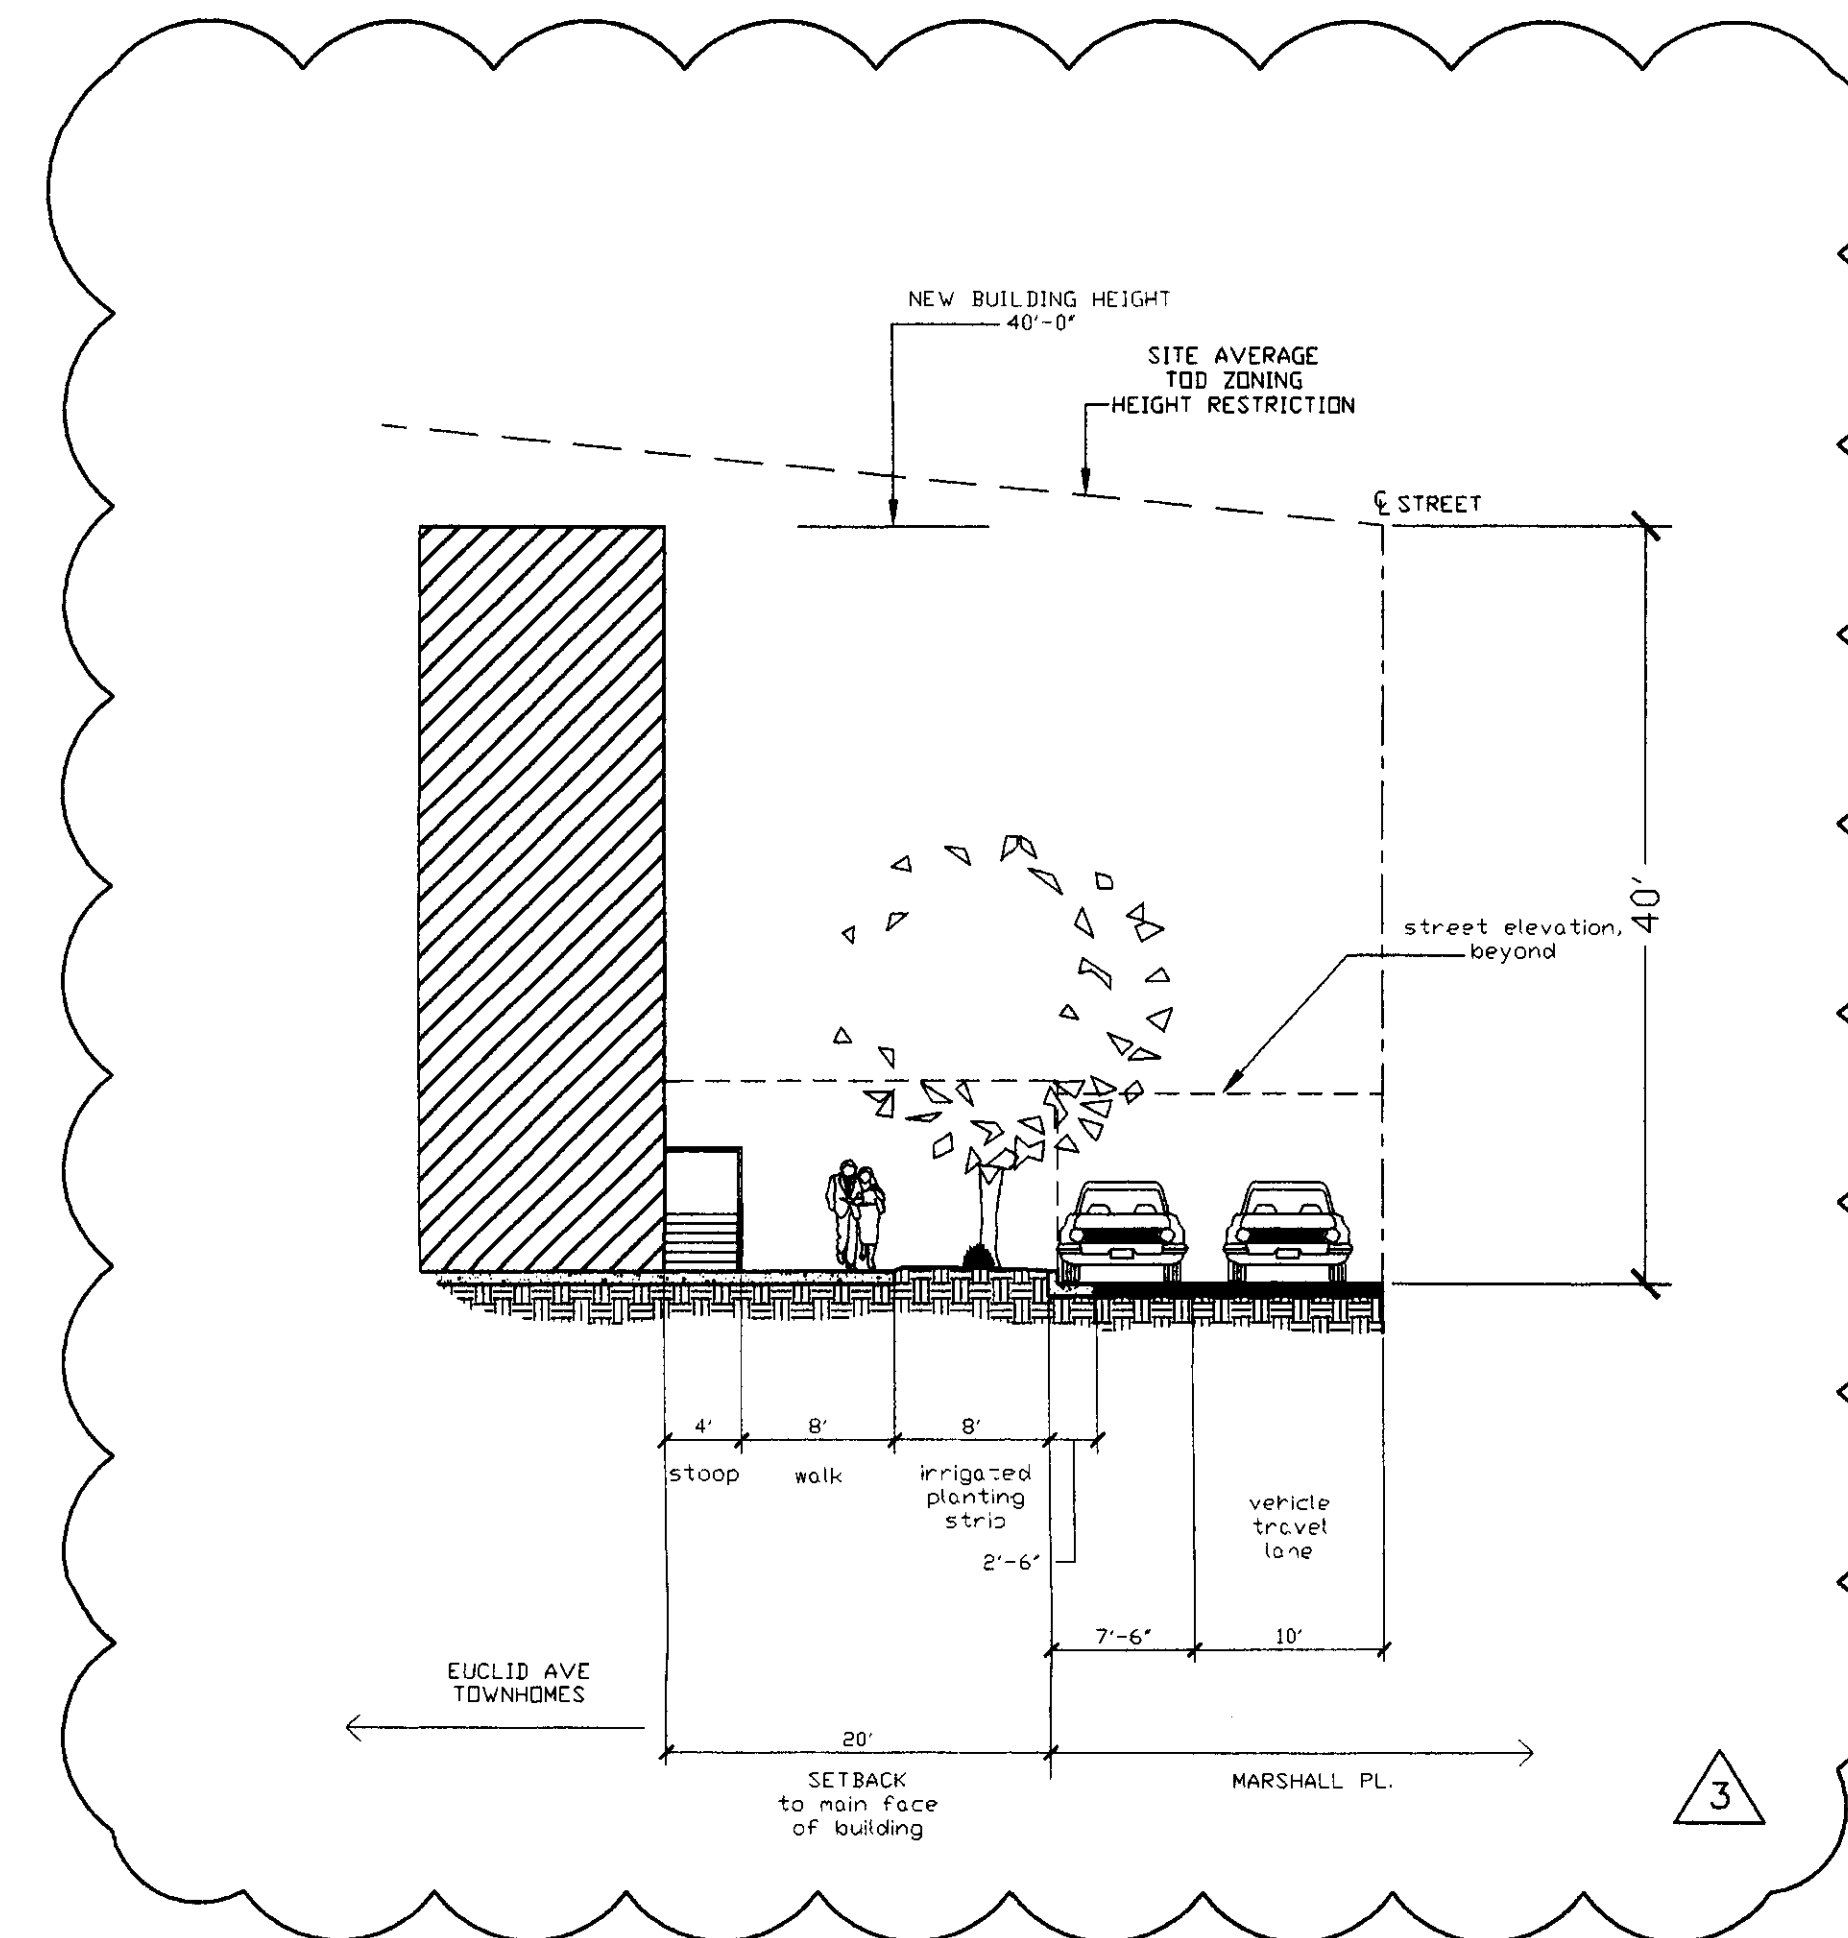 NEW BUILDING HEIGHT
40'-0"
SITE AVERAGE
TOD ZONING
HEIGHT RESTRICTION
℄ STREET
40'
street elevation,
beyond
4'
8'
8'
stoop
walk
irrigated
planting
strip
2'-6"
vehicle
travel
lane
7'-6"
10'
EUCLID AVE
TOWNHOMES
20'
SETBACK
to main face
of building
MARSHALL PL.
3